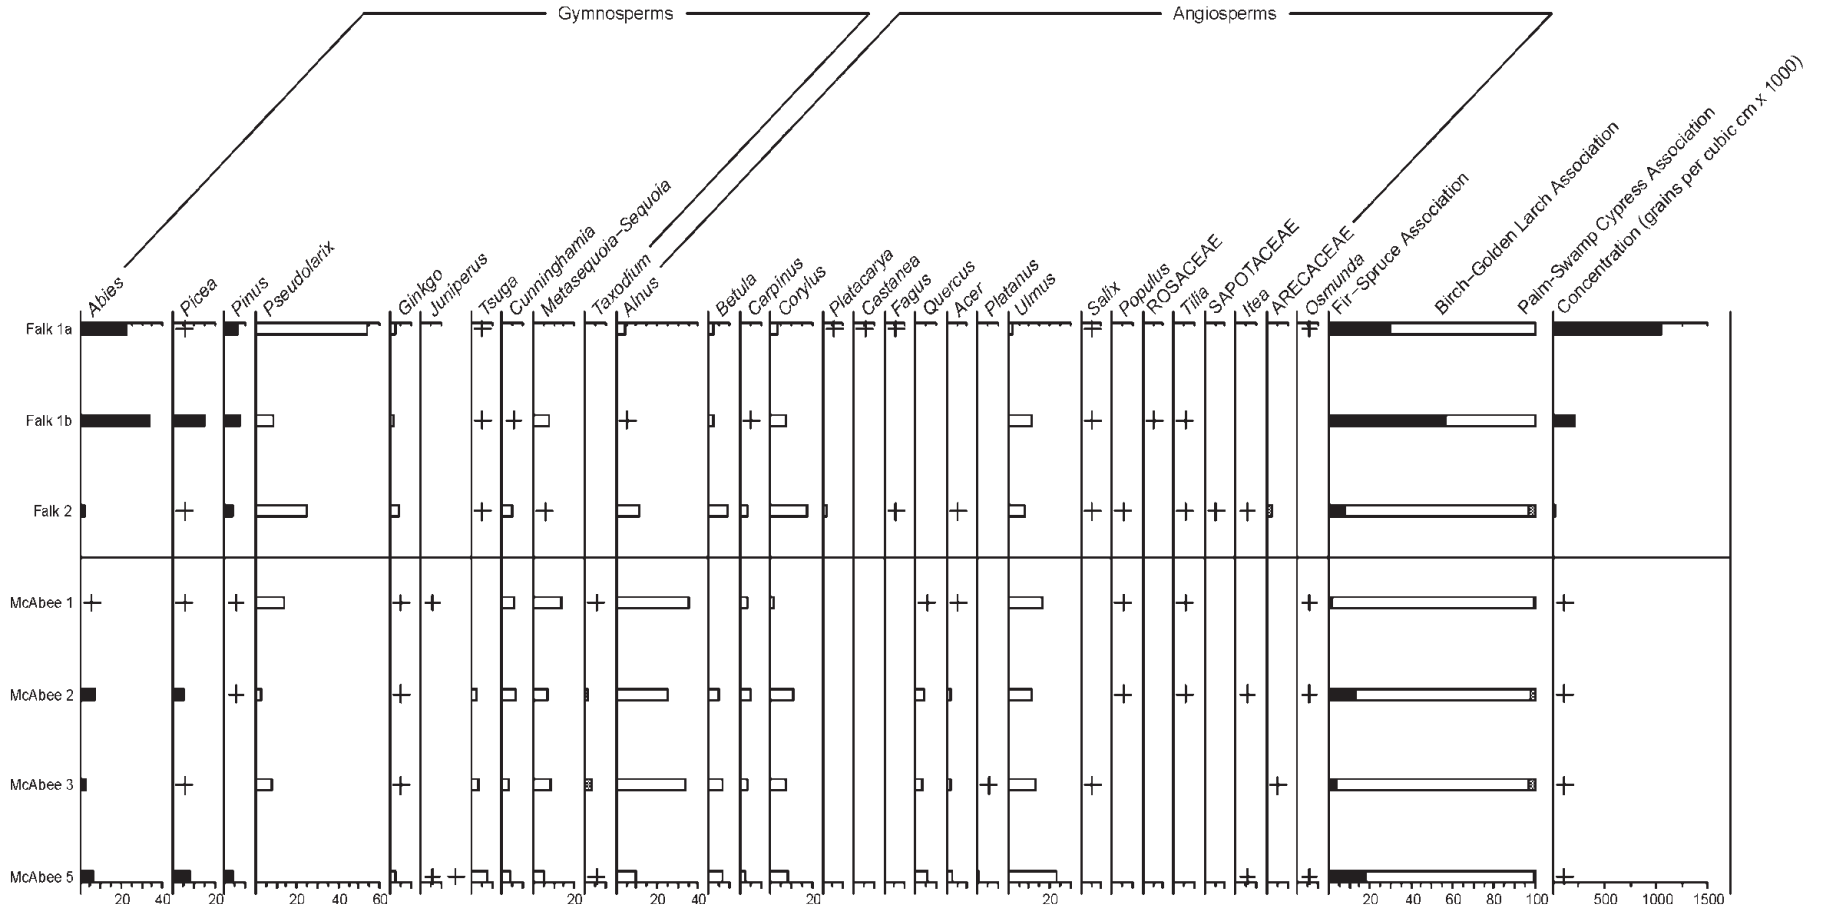 Gymnosperms Angiosperms
Abies Picea Pinus Pseudolarix Ginkgo Juniperus Tsuga Cunninghamia Metasequoia–Sequoia Taxodium Alnus Betula Carpinus Corylus Platacarya Castanea Fagus Quercus Acer Platanus Ulmus Salix Populus ROSACEAE Tilia SAPOTACEAE Itea ARECACEAE Osmunda Fir–Spruce Association Birch–Golden Larch Association Palm–Swamp Cypress Association Concentration (grains per cubic cm x 1000)
Falk 1a
Falk 1b
Falk 2
McAbee 1
McAbee 2
McAbee 3
McAbee 5
20 40 20 20 40 60 20 20 40 20 20 20 40 60 80 100 500 1000 1500